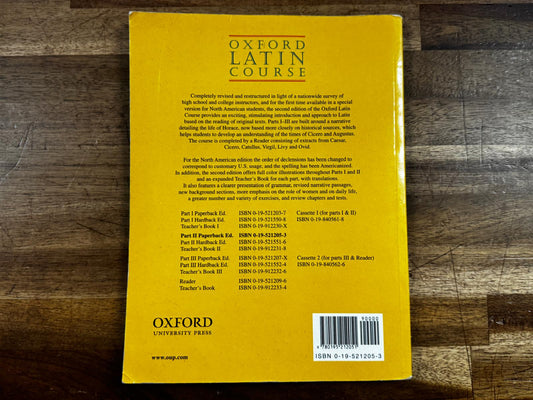 OXFORD
LATIN
COURSE
Completely revised and restructured in light of a nationwide survey of
high school and college instructors, and for the first time available in a special
version for North American students, the second edition of the Oxford Latin
Course provides an exciting, stimulating introduction and approach to Latin
based on the reading of original texts. Parts I–III are built around a narrative
detailing the life of Horace, now based more closely on historical sources, which
helps students to develop an understanding of the times of Cicero and Augustus.
The course is completed by a Reader consisting of extracts from Caesar,
Cicero, Catullus, Virgil, Livy and Ovid.
For the North American edition the order of declensions has been changed to
correspond to customary U.S. usage, and the spelling has been Americanized.
In addition, the second edition offers full color illustrations throughout Parts I and II
and an expanded Teacher's Book for each part, with translations.
It also features a clearer presentation of grammar, revised narrative passages,
new background sections, more emphasis on the role of women and on daily life,
a greater number and variety of exercises, and review chapters and tests.
Part I Paperback Ed. ISBN 0-19-521203-7 Cassette 1 (for parts I & II)
Part I Hardback Ed. ISBN 0-19-521550-8 ISBN 0-19-840561-8
Teacher's Book I ISBN 0-19-912230-X
Part II Paperback Ed. ISBN 0-19-521205-3
Part II Hardback Ed. ISBN 0-19-521551-6
Teacher's Book II ISBN 0-19-912231-8
Part III Paperback Ed. ISBN 0-19-521207-X Cassette 2 (for parts III & Reader)
Part III Hardback Ed. ISBN 0-19-521552-4 ISBN 0-19-840562-6
Teacher's Book III ISBN 0-19-912232-6
Reader ISBN 0-19-521209-6
Teacher's Book ISBN 0-19-912233-4
OXFORD
UNIVERSITY PRESS
www.oup.com
90000
9 780195 212051
ISBN 0-19-521205-3